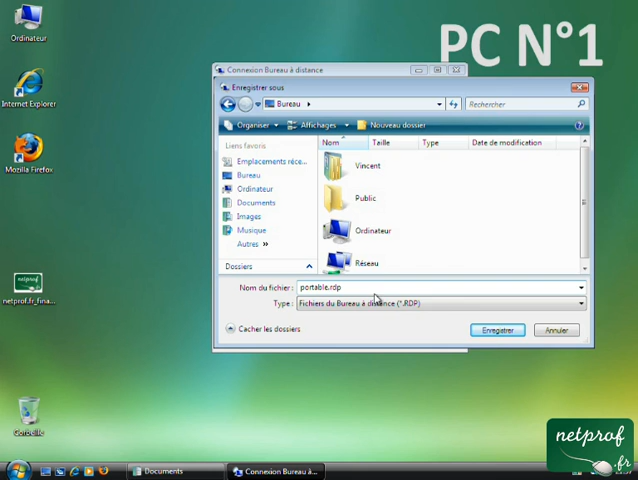 PC N°1
Ordinateur
Internet Explorer
Mozilla Firefox
netprof.fr_fina...
Corbeille
Connexion Bureau à distance
Enregistrer sous
Bureau
Rechercher
Organiser
Affichages
Nouveau dossier
Liens favoris
Emplacements réce...
Bureau
Ordinateur
Documents
Images
Musique
Autres »
Dossiers
Nom Taille Type Date de modification
Vincent
Public
Ordinateur
Réseau
Nom du fichier : portable.rdp
Type : Fichiers du Bureau à distance (*.RDP)
Cacher les dossiers
Enregistrer
Annuler
Documents
Connexion Bureau à...
netprof
.fr